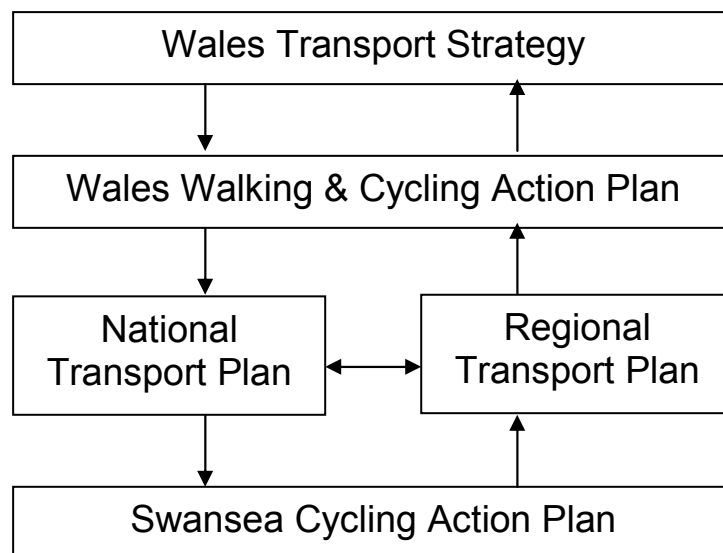 Wales Transport Strategy
Wales Walking & Cycling Action Plan
National
Transport Plan
Regional
Transport Plan
Swansea Cycling Action Plan